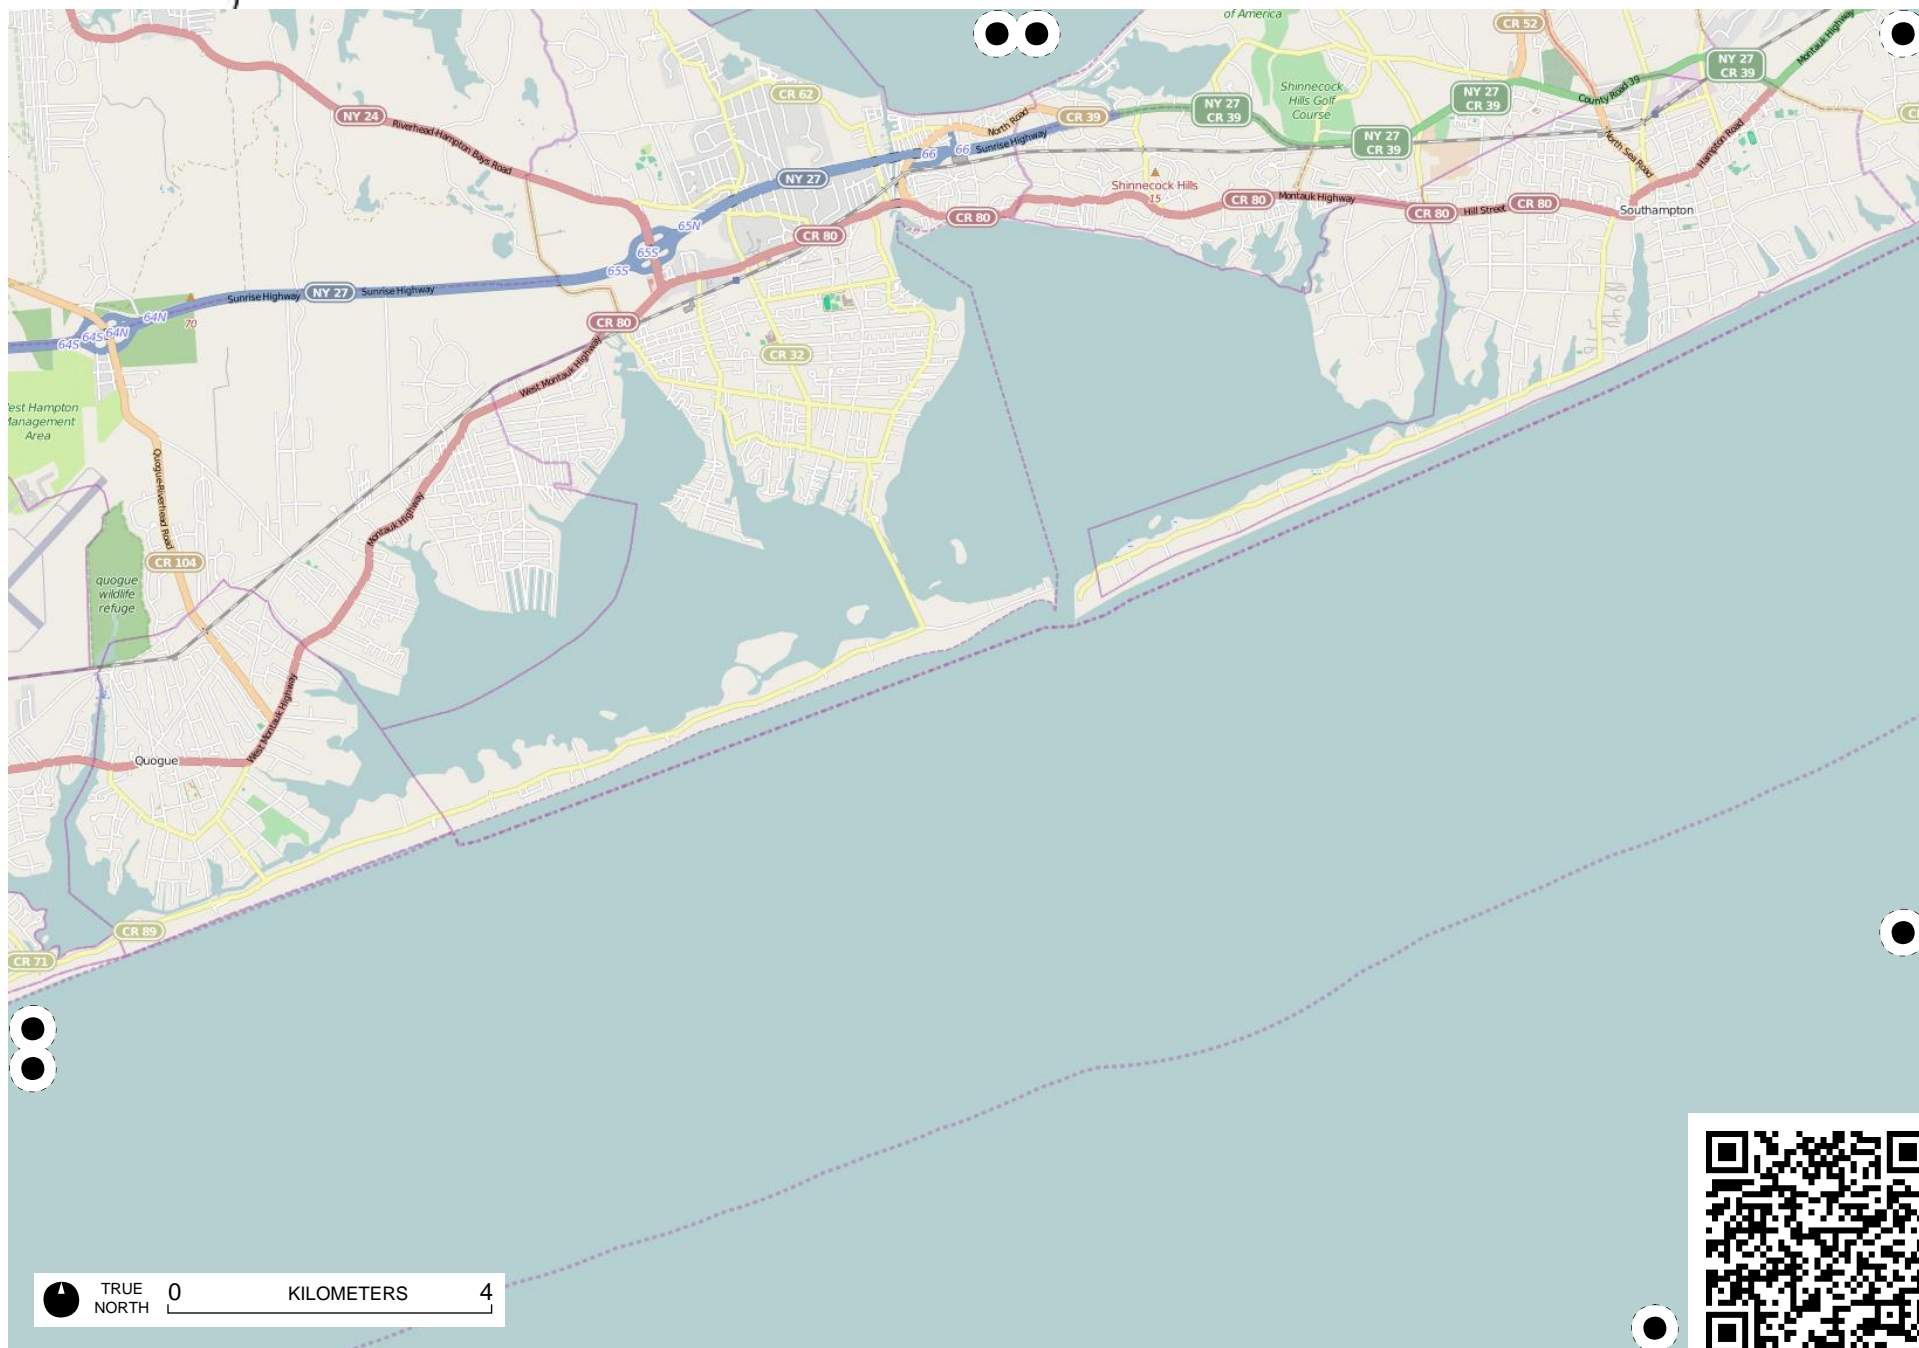 of America
CR 52
NY 27
CR 39
Montauk Highway
CR 62
Shinnecock
Hills Golf
Course
NY 27
CR 39
County Road 39
NY 24
Riverhead-Hampton Bays Road
North Road
CR 39
NY 27
CR 39
NY 27
CR 39
66
66
Sunrise Highway
North Sea Road
Hampton Road
NY 27
Shinnecock Hills
15
CR 80
Montauk Highway
CR 80
Hill Street
CR 80
Southampton
CR 80
65N
CR 80
65S
65S
Sunrise Highway
NY 27
Sunrise Highway
64N
70
64N
64S
64S
CR 80
CR 32
West Montauk Highway
est Hampton
Management
Area
Quogue-Riverhead Road
Montauk Highway
CR 104
quogue
wildlife
refuge
West Montauk Highway
Quogue
CR 89
CR 71
TRUE
NORTH
0
KILOMETERS
4